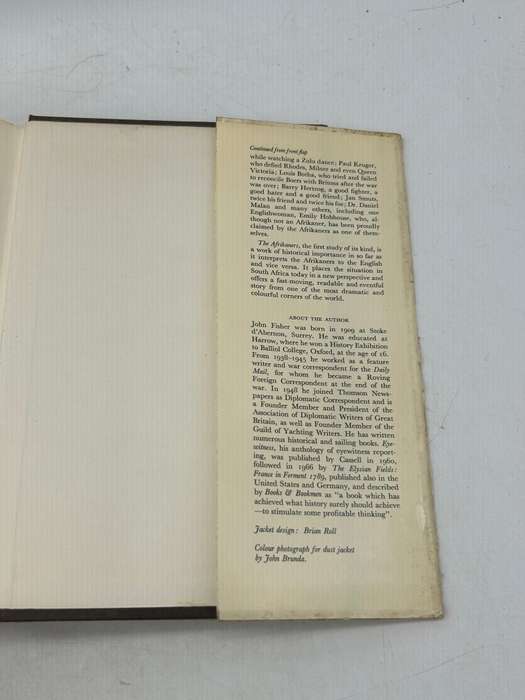 Continued from front flap
while watching a Zulu dance; Paul Kruger,
who defied Rhodes, Milner and even Queen
Victoria; Louis Botha, who tried and failed
to reconcile Boers with Britons after the war
was over; Barry Hertzog, a good fighter, a
good hater and a good friend; Jan Smuts,
twice his friend and twice his foe; Dr. Daniel
Malan and many others, including one
Englishwoman, Emily Hobhouse, who, al-
though not an Afrikaner, has been proudly
claimed by the Afrikaners as one of them-
selves.
The Afrikaners, the first study of its kind, is
a work of historical importance in so far as
it interprets the Afrikaners to the English
and vice versa. It places the situation in
South Africa today in a new perspective and
offers a fast-moving, readable and eventful
story from one of the most dramatic and
colourful corners of the world.
ABOUT THE AUTHOR
John Fisher was born in 1909 at Stoke
d'Aberson, Surrey. He was educated at
Harrow, where he won a History Exhibition
to Balliol College, Oxford, at the age of 16.
From 1938-1945 he worked as a feature
writer and war correspondent for the Daily
Mail, for whom he became a Roving
Foreign Correspondent at the end of the
war. In 1948 he joined Thomson News-
papers as Diplomatic Correspondent and is
a Founder Member and President of the
Association of Diplomatic Writers of Great
Britain, as well as Founder Member of the
Guild of Yachting Writers. He has written
numerous historical and sailing books. Eye-
witness, his anthology of eyewitness report-
ing, was published by Cassell in 1960,
followed in 1966 by The Elysian Fields:
France in Ferment 1789, published also in the
United States and Germany, and described
by Books & Bookmen as "a book which has
achieved what history surely should achieve
—to stimulate some profitable thinking".
Jacket design: Brian Roll
Colour photograph for dust jacket
by John Brunda.